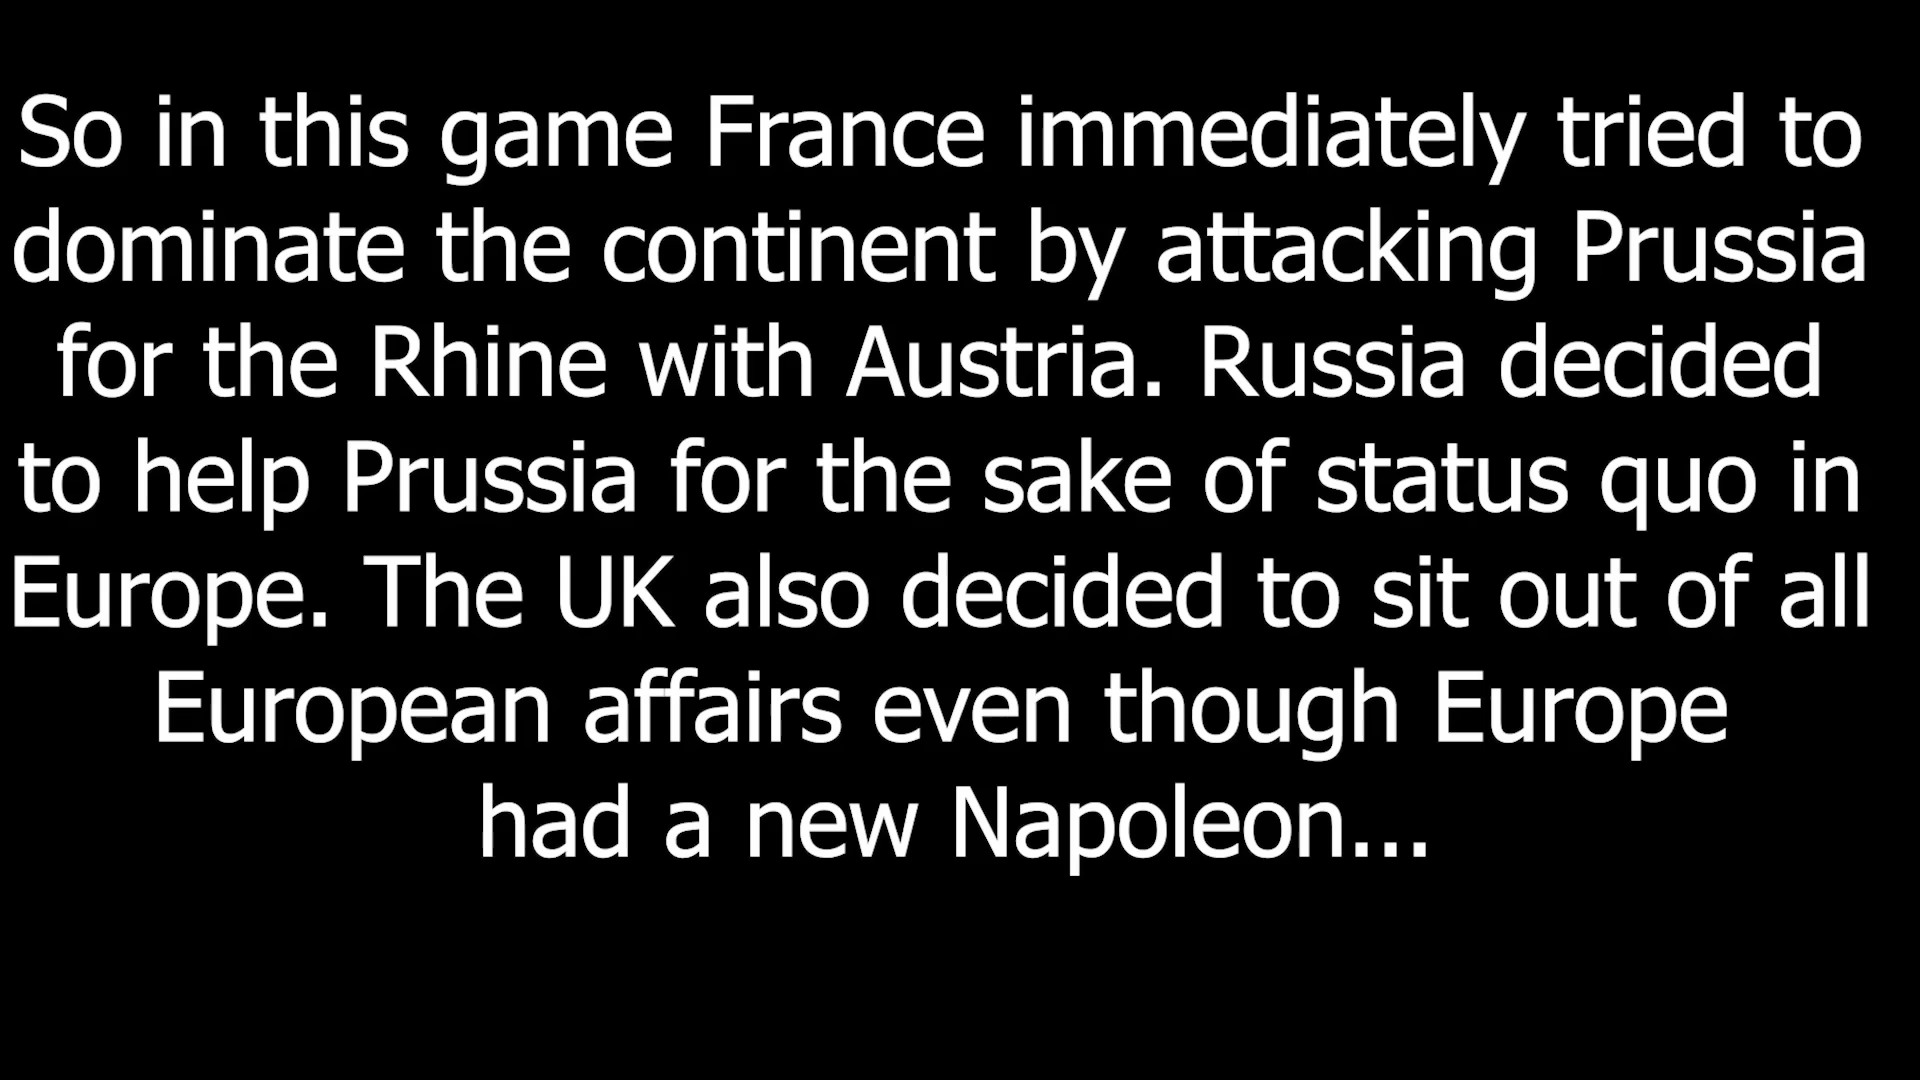 So in this game France immediately tried to
dominate the continent by attacking Prussia
for the Rhine with Austria. Russia decided
to help Prussia for the sake of status quo in
Europe. The UK also decided to sit out of all
European affairs even though Europe
had a new Napoleon...